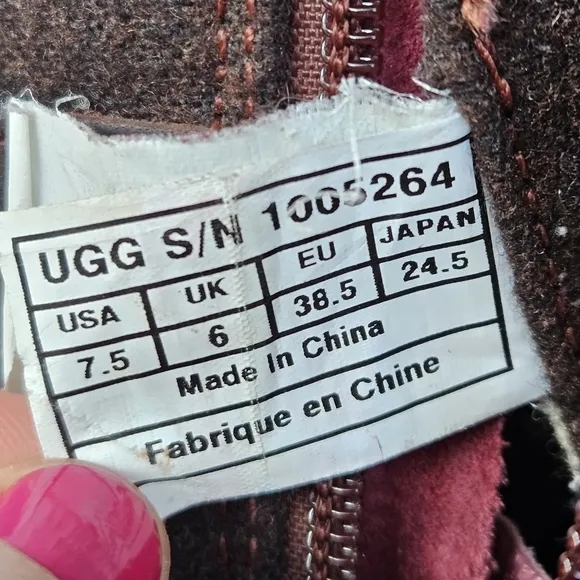 UGG S/N 1005264
USA UK EU JAPAN
7.5 6 38.5 24.5
Made In China
Fabrique en Chine